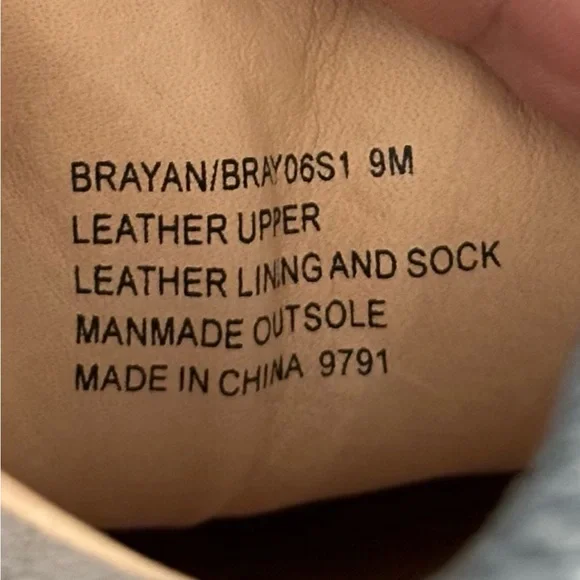 BRAYAN/BRAY06S1 9M
LEATHER UPPER
LEATHER LINING AND SOCK
MANMADE OUTSOLE
MADE IN CHINA 9791